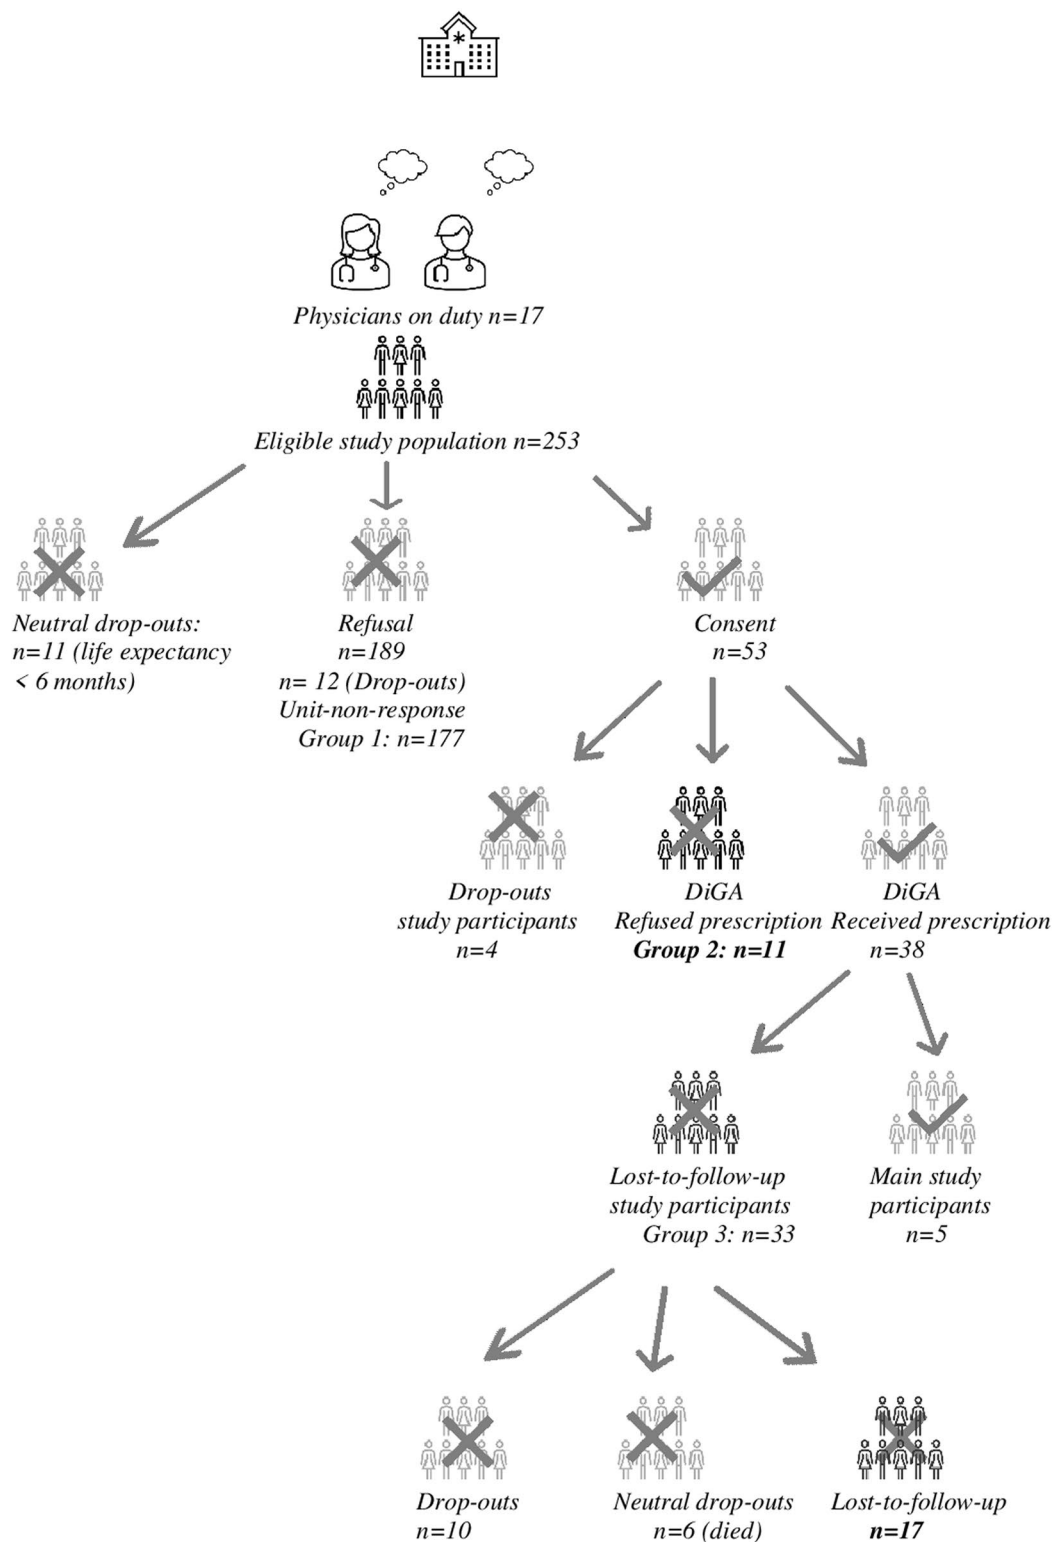 Physicians on duty n=17
Eligible study population n=253
Neutral drop-outs:
n=11 (life expectancy
< 6 months)
Refusal
n=189
n= 12 (Drop-outs)
Unit-non-response
Group 1: n=177
Consent
n=53
Drop-outs
study participants
n=4
DiGA
Refused prescription
Group 2: n=11
DiGA
Received prescription
n=38
Lost-to-follow-up
study participants
Group 3: n=33
Main study
participants
n=5
Drop-outs
n=10
Neutral drop-outs
n=6 (died)
Lost-to-follow-up
n=17